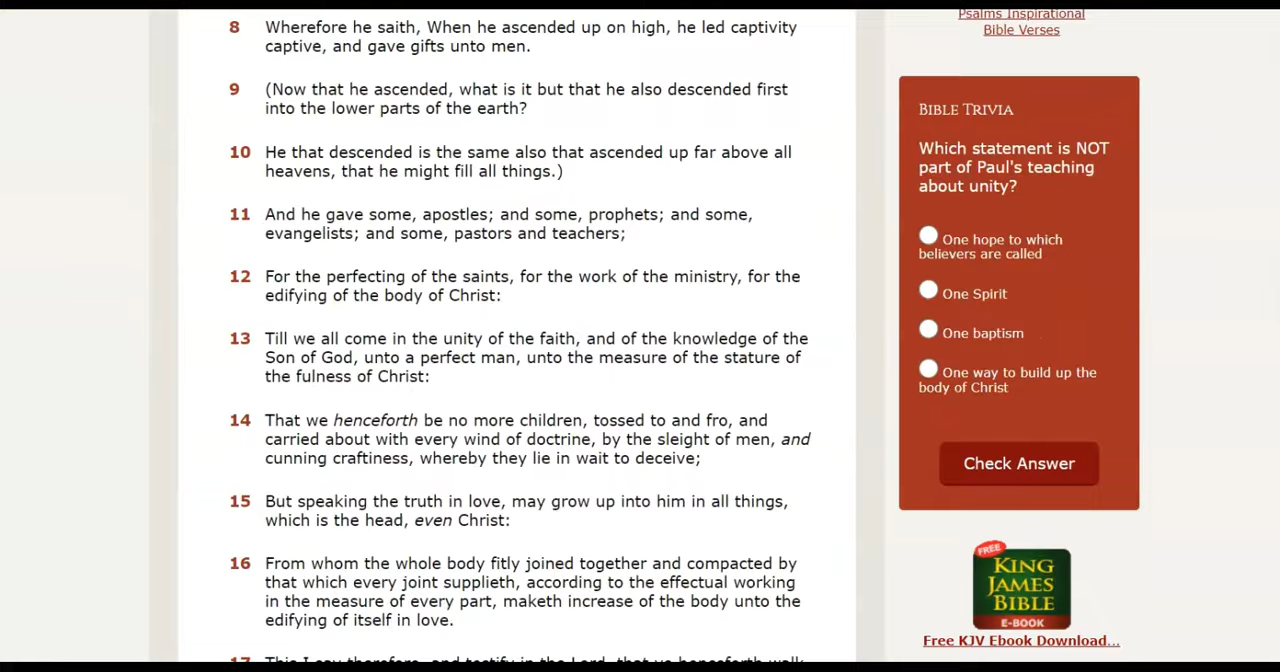 8 Wherefore he saith, When he ascended up on high, he led captivity
captive, and gave gifts unto men.
9 (Now that he ascended, what is it but that he also descended first
into the lower parts of the earth?
10 He that descended is the same also that ascended up far above all
heavens, that he might fill all things.)
11 And he gave some, apostles; and some, prophets; and some,
evangelists; and some, pastors and teachers;
12 For the perfecting of the saints, for the work of the ministry, for the
edifying of the body of Christ:
13 Till we all come in the unity of the faith, and of the knowledge of the
Son of God, unto a perfect man, unto the measure of the stature of
the fulness of Christ:
14 That we henceforth be no more children, tossed to and fro, and
carried about with every wind of doctrine, by the sleight of men, and
cunning craftiness, whereby they lie in wait to deceive;
15 But speaking the truth in love, may grow up into him in all things,
which is the head, even Christ:
16 From whom the whole body fitly joined together and compacted by
that which every joint supplieth, according to the effectual working
in the measure of every part, maketh increase of the body unto the
edifying of itself in love.
17 This I say therefore, and testify in the Lord, that ye henceforth walk
Psalms Inspirational
Bible Verses
BIBLE TRIVIA
Which statement is NOT
part of Paul's teaching
about unity?
One hope to which
believers are called
One Spirit
One baptism
One way to build up the
body of Christ
Check Answer
FREE
KING
JAMES
BIBLE
E-BOOK
Free KJV Ebook Download...